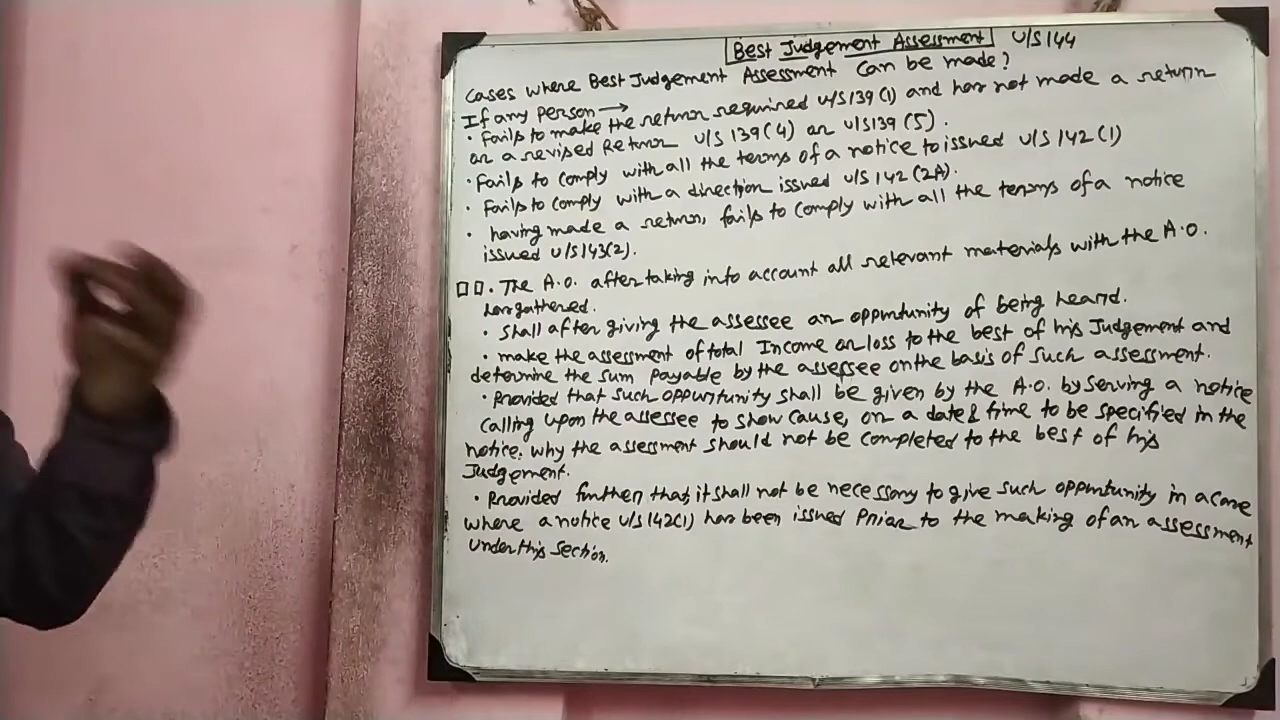 Best Judgement Assessment U/S 144
Cases where Best Judgement Assessment can be made?
If any person →
• Fails to make the return required U/S 139 (1) and has not made a return
or a revised Return U/S 139 (4) or U/S 139 (5).
• Fails to comply with all the terms of a notice to issued U/S 142 (1)
• Fails to comply with a direction issued U/S 142 (2A).
• having made a return, fails to comply with all the terms of a notice
issued U/S 143(2).
□□. The A.O. after taking into account all relevant materials with the A.O.
has gathered.
• Shall after giving the assessee an opportunity of being heard.
• make the assessment of total Income or loss to the best of his Judgement and
determine the sum payable by the assessee on the basis of such assessment.
• Provided that such oppurtunity shall be given by the A.O. by serving a notice
calling upon the assessee to show cause, on a date & time to be specified in the
notice, why the assessment should not be completed to the best of his
Judgement.
• Provided further that, it shall not be necessary to give such opportunity in a case
where a notice U/S 142(1) has been issued Prior to the making of an assessment
under this section.